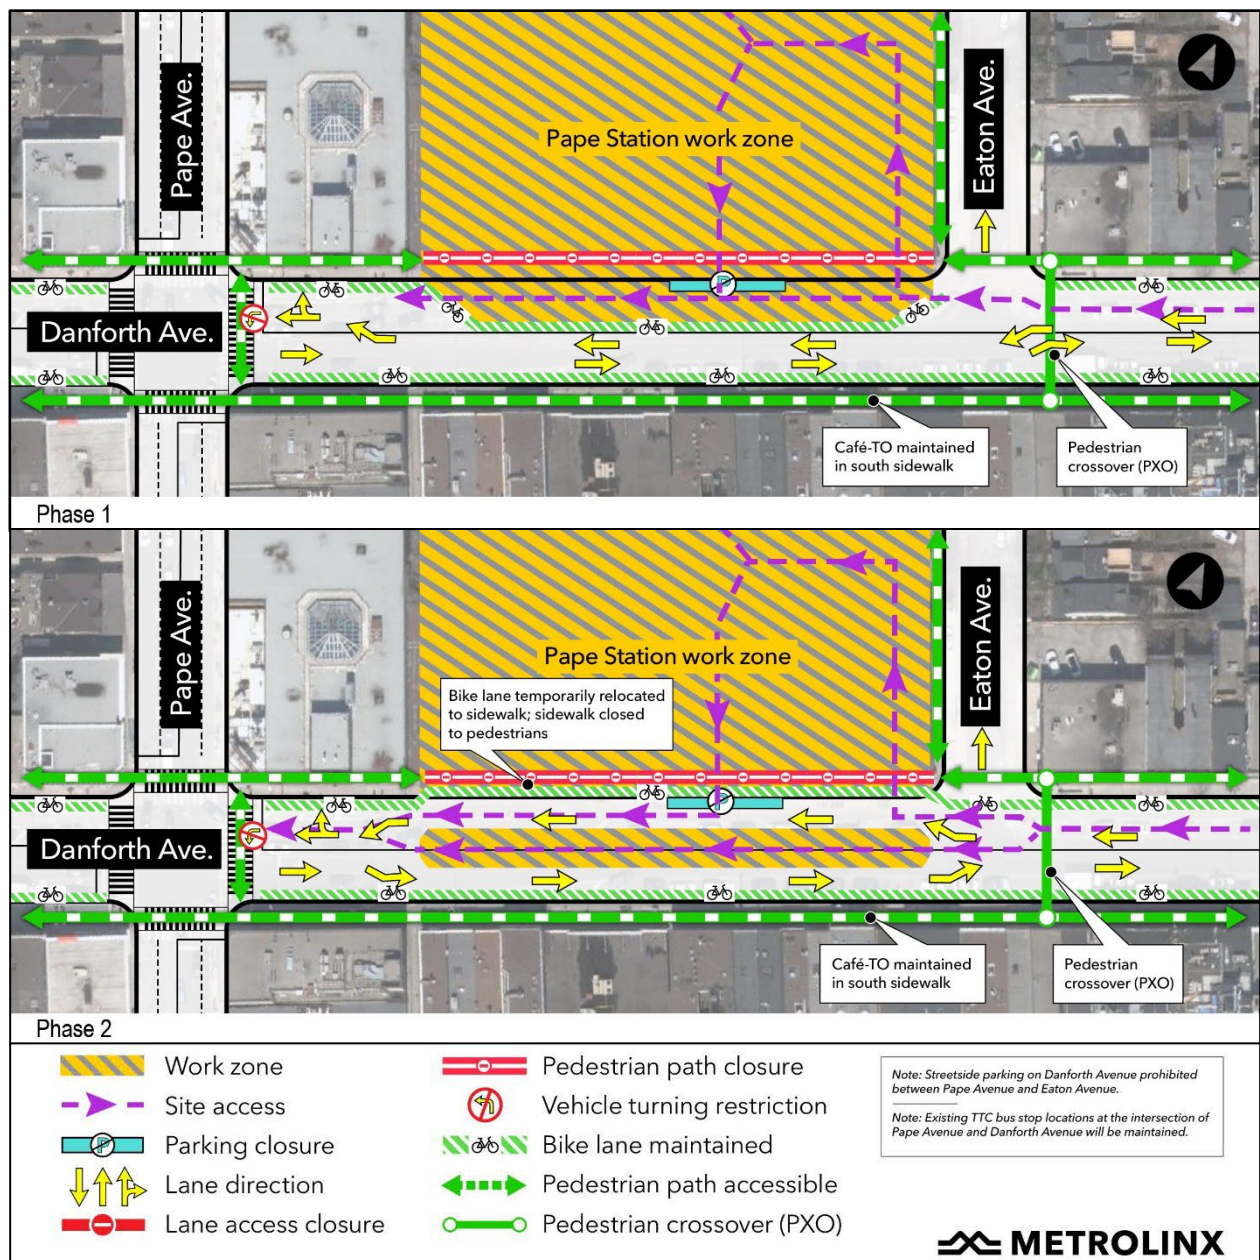 Pape Ave.
Pape Station work zone
Eaton Ave.
P
Danforth Ave.
Café-TO maintained
in south sidewalk
Pedestrian
crossover (PXO)
Phase 1
Pape Ave.
Pape Station work zone
Eaton Ave.
Bike lane temporarily relocated
to sidewalk; sidewalk closed
to pedestrians
P
Danforth Ave.
Café-TO maintained
in south sidewalk
Pedestrian
crossover (PXO)
Phase 2
Work zone
Site access
P
Parking closure
Lane direction
Lane access closure
Pedestrian path closure
Vehicle turning restriction
Bike lane maintained
Pedestrian path accessible
Pedestrian crossover (PXO)
Note: Streetside parking on Danforth Avenue prohibited
between Pape Avenue and Eaton Avenue.
Note: Existing TTC bus stop locations at the intersection of
Pape Avenue and Danforth Avenue will be maintained.
METROLINX